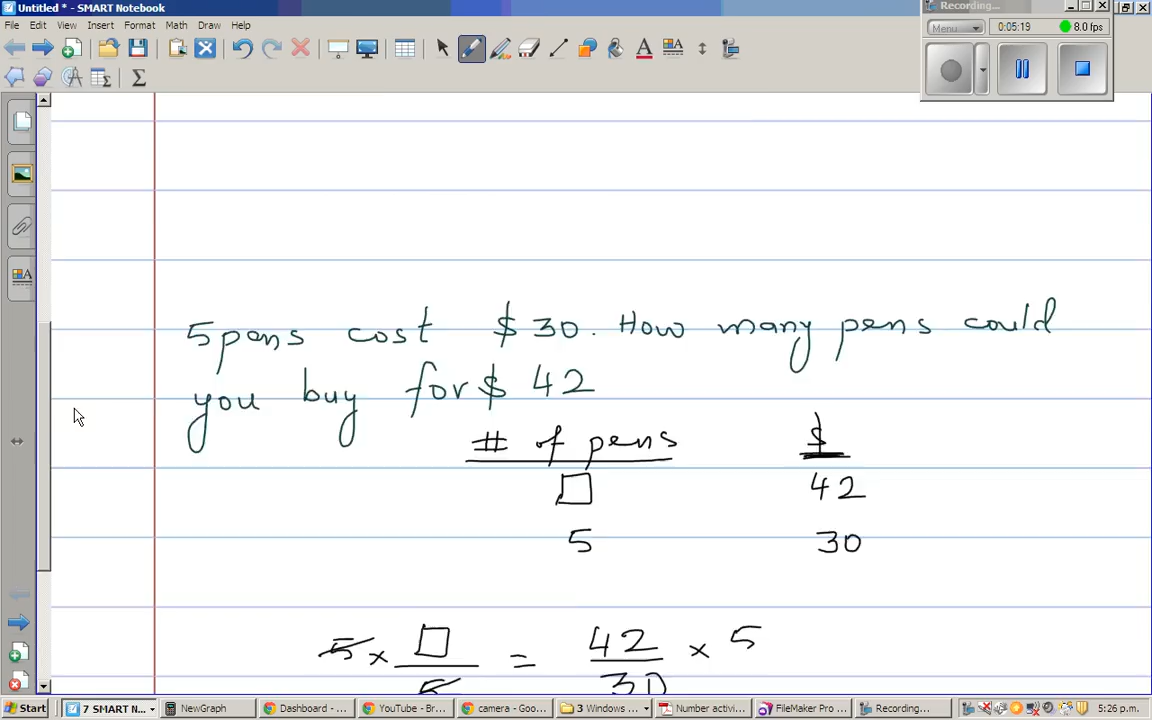 Untitled * - SMART Notebook
Recording...
File Edit View Insert Format Math Draw Help
Menu 0:05:19 8.0 fps
5 pens cost $ 30. How many pens could
you buy for $ 42
# of pens $
□ 42
5 30
5 × □ = 42 × 5
5 30
Start 7 SMART N... NewGraph Dashboard - ... YouTube - Br... camera - Goo... 3 Windows ... Number activi... FileMaker Pro ... Recording... 5:26 p.m.